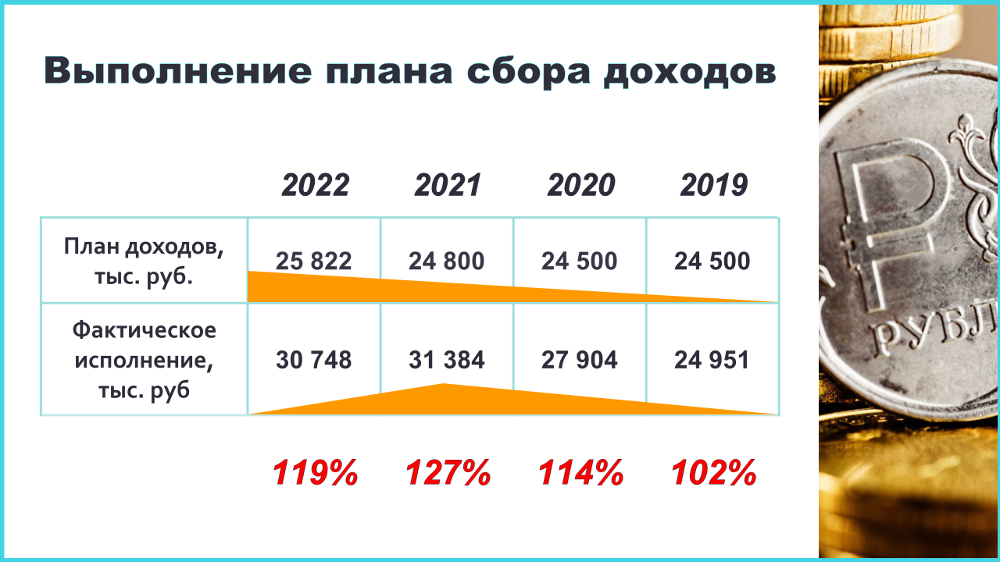 Выполнение плана сбора доходов
2022 2021 2020 2019
План доходов,
тыс. руб.
25 822 24 800 24 500 24 500
Фактическое
исполнение,
тыс. руб
30 748 31 384 27 904 24 951
119% 127% 114% 102%
РУБЛ